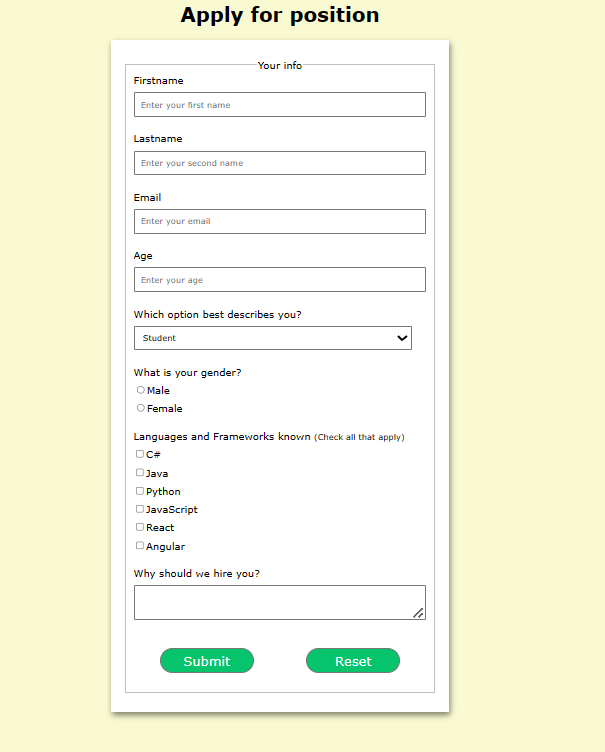 Apply for position
Your info
Firstname
Enter your first name
Lastname
Enter your second name
Email
Enter your email
Age
Enter your age
Which option best describes you?
Student
What is your gender?
Male
Female
Languages and Frameworks known (Check all that apply)
C#
Java
Python
JavaScript
React
Angular
Why should we hire you?
Submit Reset